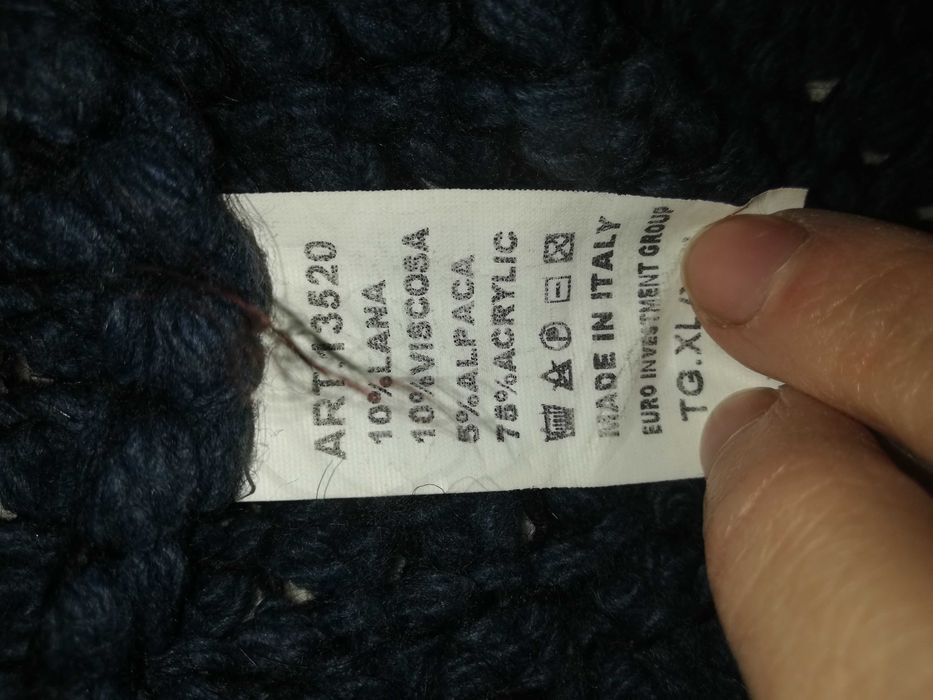 ART.13520
10%LANA
10%VISCOSA
5%ALPACA
75%ACRYLIC
P
MADE IN ITALY
EURO INVESTMENT GROUP
TG.XL/